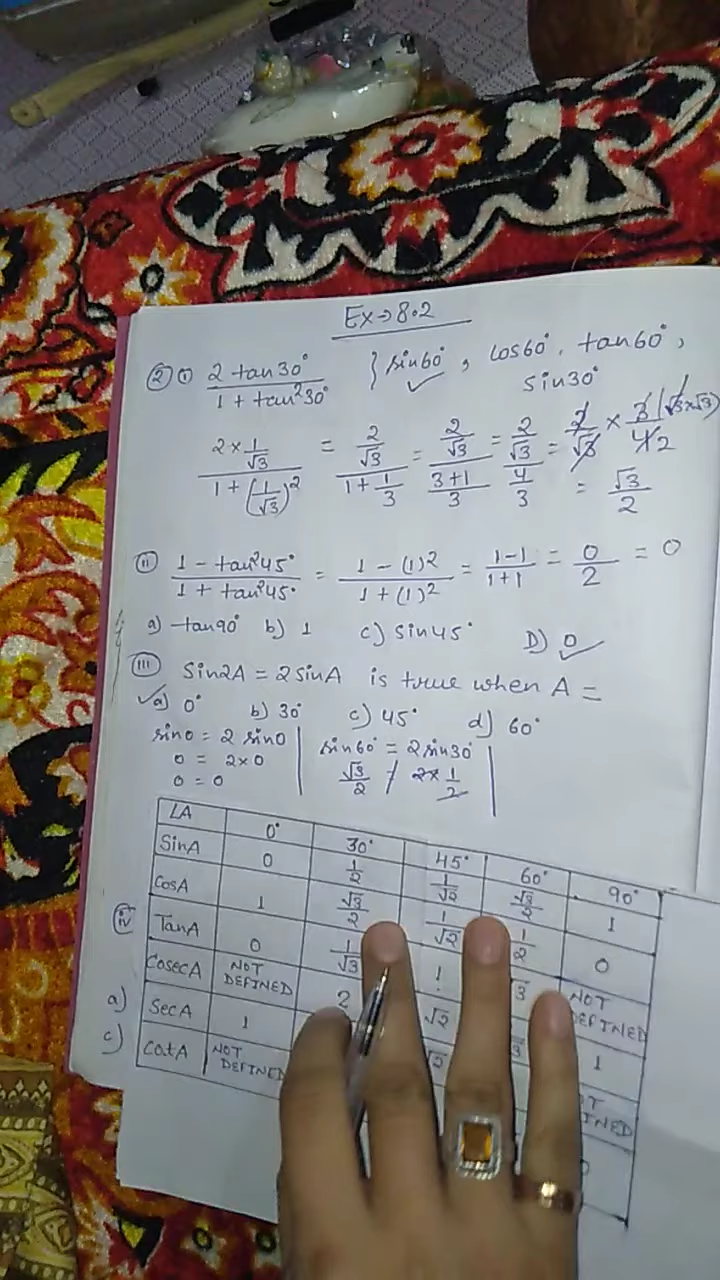 Ex→8.2
② ① 2 tan30° / 1 + tan²30° } sin60° ✓, cos60°, tan60°,
sin30°
2 × 1/√3 / 1 + (1/√3)² = 2/√3 / 1 + 1/3 = 2/√3 / 3+1/3 = 2/√3 / 4/3 = 2/√3 × 3(√3×√3)/4 2
= √3/2
ⅱ 1 - tan²45° / 1 + tan²45° = 1 - (1)² / 1 + (1)² = 1-1/1+1 = 0/2 = 0
a) tan90° b) 1 c) sin45° D) 0 ✓
ⅲ Sin2A = 2sinA is true when A =
✓a) 0° b) 30° c) 45° d) 60°
sin0 = 2 sin0 | sin60° = 2sin30°
0 = 2×0 | √3/2 ≠ 2×1/2
0 = 0
∠A 0° 30° 45° 60° 90°
SinA 0 1/2 1/√2 √3/2 1
CosA 1 √3/2 1/√2 1/2 0
ⅳ TanA 0 1/√3 1 √3 NOT DEFINED
CosecA NOT DEFINED 2 √2 1
a) SecA 1
c) CotA NOT DEFINED